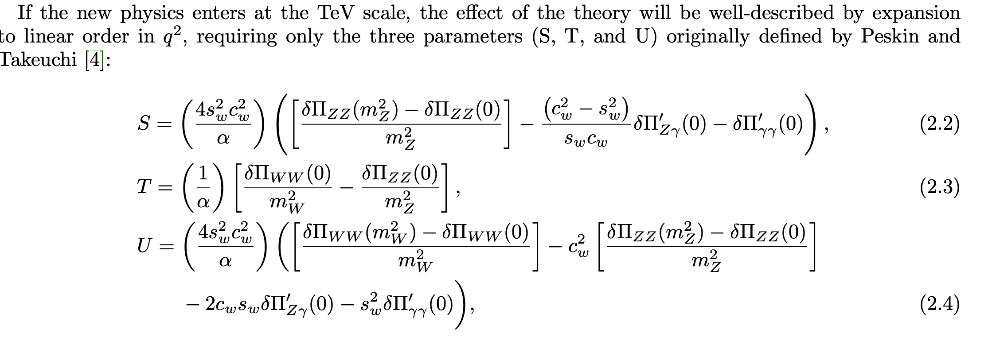 If the new physics enters at the TeV scale, the effect of the theory will be well-described by expansion
to linear order in $q^2$, requiring only the three parameters (S, T, and U) originally defined by Peskin and
Takeuchi [4]:
$S = \left( \frac{4s_w^2 c_w^2}{\alpha} \right) \left( \left[ \frac{\delta\Pi_{ZZ}(m_Z^2) - \delta\Pi_{ZZ}(0)}{m_Z^2} \right] - \frac{(c_w^2 - s_w^2)}{s_w c_w} \delta\Pi'_{Z\gamma}(0) - \delta\Pi'_{\gamma\gamma}(0) \right),$ (2.2)
$T = \left( \frac{1}{\alpha} \right) \left[ \frac{\delta\Pi_{WW}(0)}{m_W^2} - \frac{\delta\Pi_{ZZ}(0)}{m_Z^2} \right],$ (2.3)
$U = \left( \frac{4s_w^2 c_w^2}{\alpha} \right) \left( \left[ \frac{\delta\Pi_{WW}(m_W^2) - \delta\Pi_{WW}(0)}{m_W^2} \right] - c_w^2 \left[ \frac{\delta\Pi_{ZZ}(m_Z^2) - \delta\Pi_{ZZ}(0)}{m_Z^2} \right] \right.$
$\left. - 2c_w s_w \delta\Pi'_{Z\gamma}(0) - s_w^2 \delta\Pi'_{\gamma\gamma}(0) \right),$ (2.4)